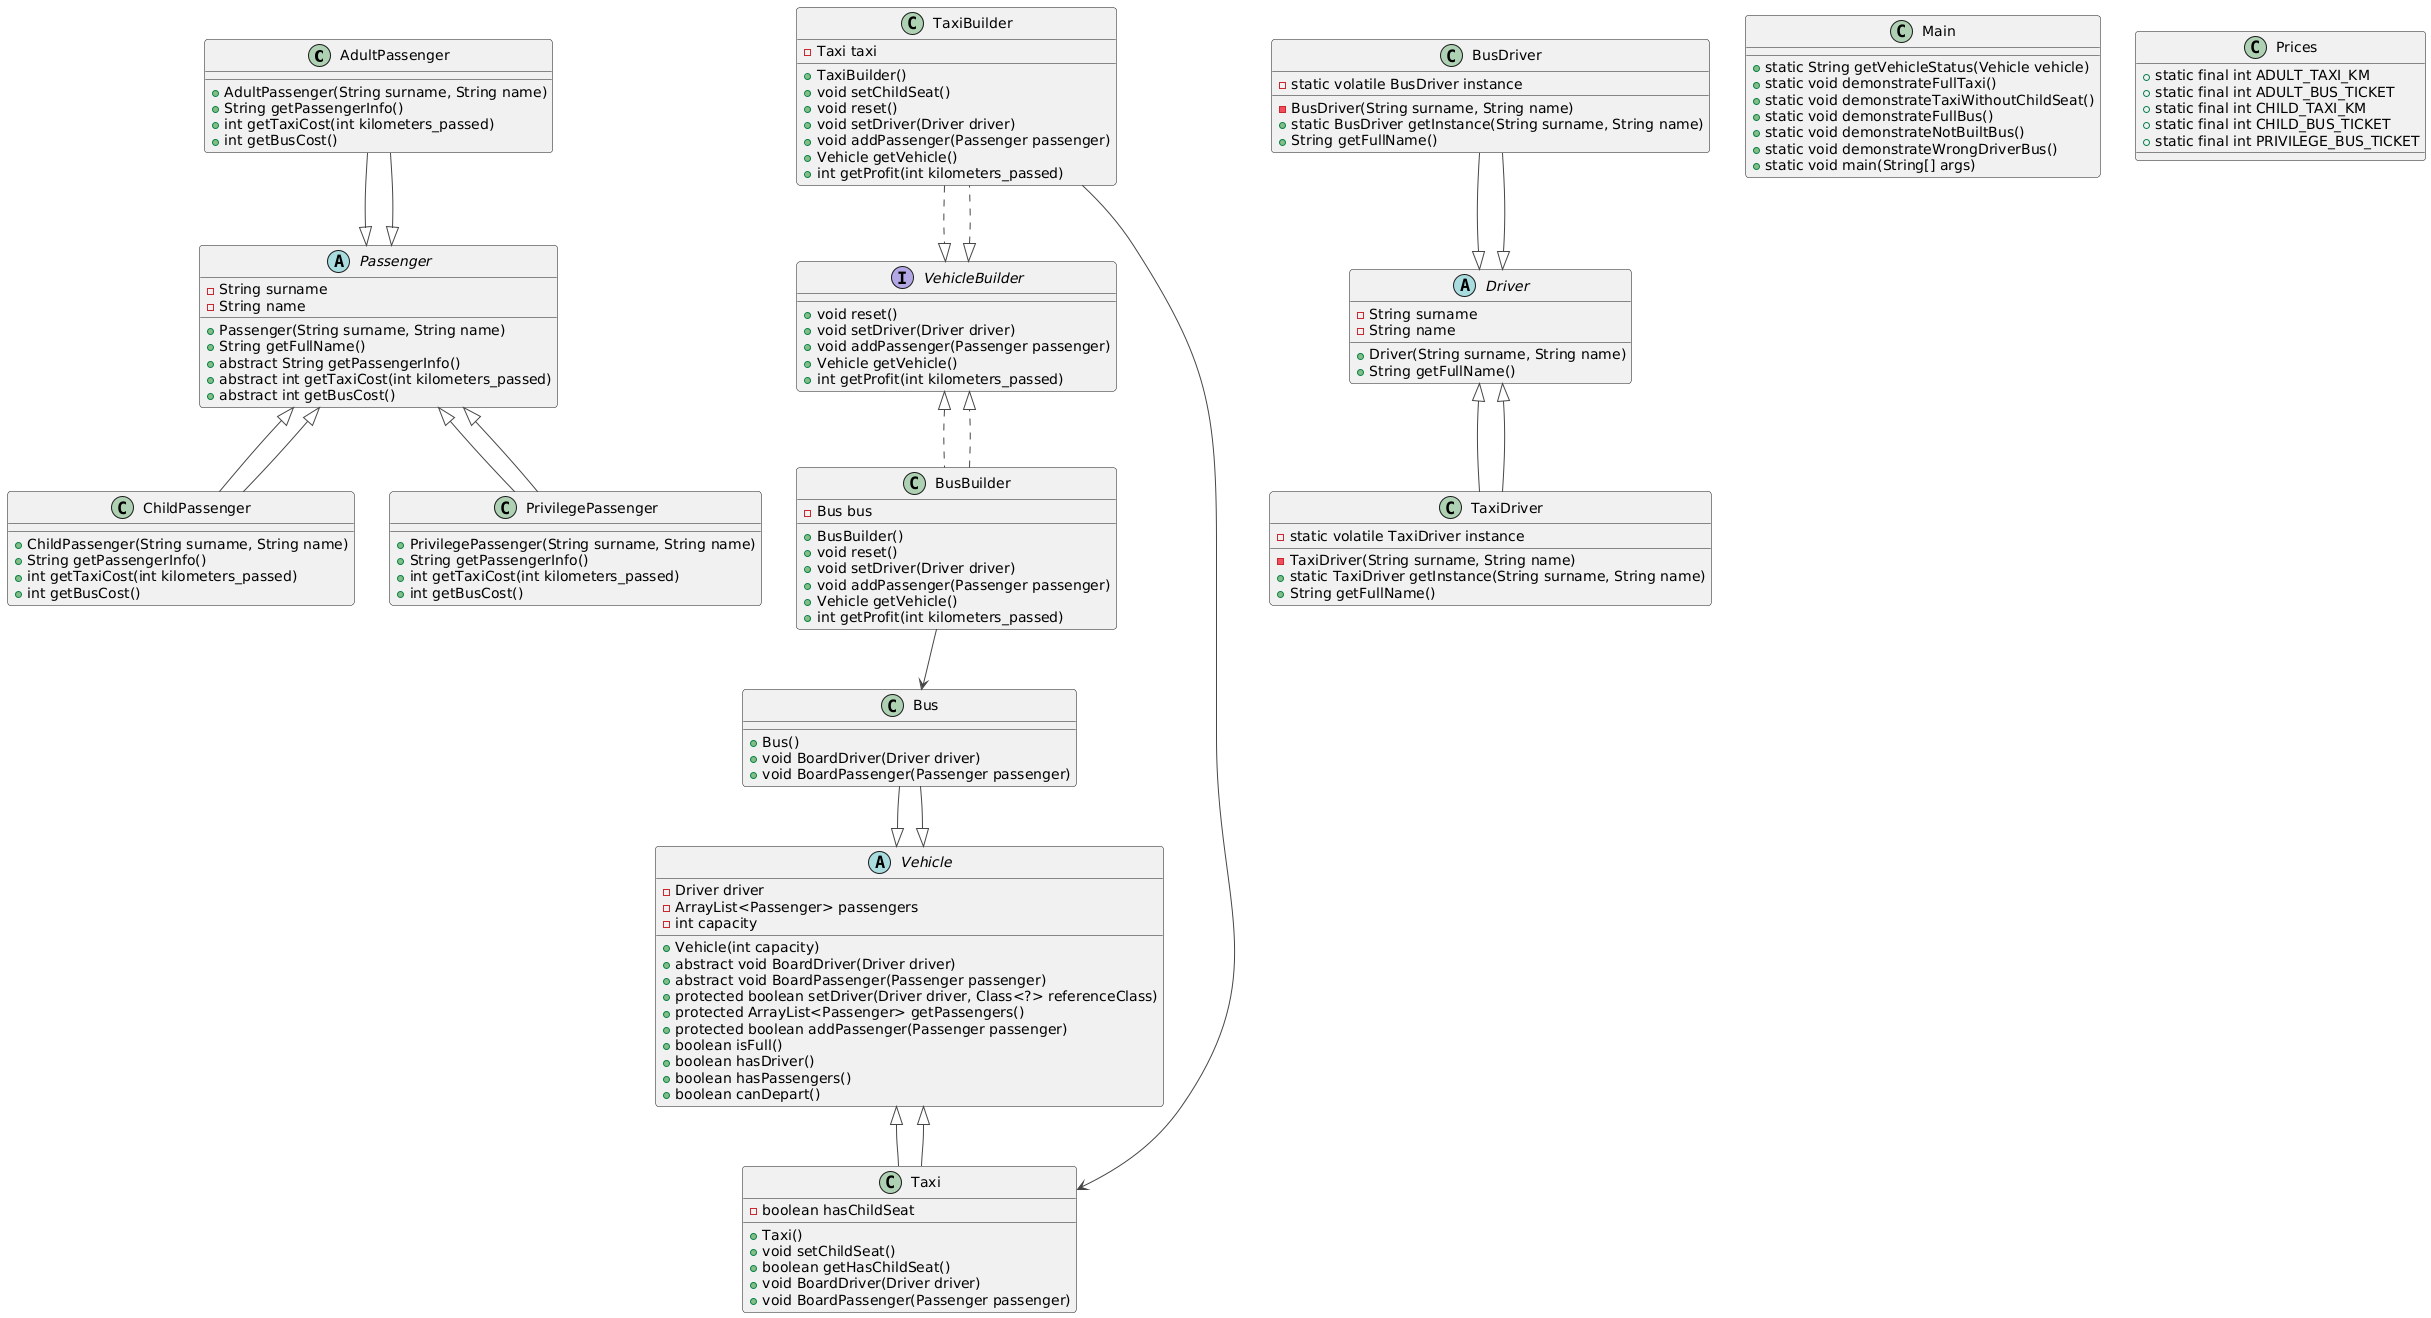 C AdultPassenger
AdultPassenger(String surname, String name)
String getPassengerInfo()
int getTaxiCost(int kilometers_passed)
int getBusCost()
A Passenger
String surname
String name
Passenger(String surname, String name)
String getFullName()
abstract String getPassengerInfo()
abstract int getTaxiCost(int kilometers_passed)
abstract int getBusCost()
C ChildPassenger
ChildPassenger(String surname, String name)
String getPassengerInfo()
int getTaxiCost(int kilometers_passed)
int getBusCost()
C PrivilegePassenger
PrivilegePassenger(String surname, String name)
String getPassengerInfo()
int getTaxiCost(int kilometers_passed)
int getBusCost()
C TaxiBuilder
Taxi taxi
TaxiBuilder()
void setChildSeat()
void reset()
void setDriver(Driver driver)
void addPassenger(Passenger passenger)
Vehicle getVehicle()
int getProfit(int kilometers_passed)
I VehicleBuilder
void reset()
void setDriver(Driver driver)
void addPassenger(Passenger passenger)
Vehicle getVehicle()
int getProfit(int kilometers_passed)
C BusBuilder
Bus bus
BusBuilder()
void reset()
void setDriver(Driver driver)
void addPassenger(Passenger passenger)
Vehicle getVehicle()
int getProfit(int kilometers_passed)
C Bus
Bus()
void BoardDriver(Driver driver)
void BoardPassenger(Passenger passenger)
A Vehicle
Driver driver
ArrayList<Passenger> passengers
int capacity
Vehicle(int capacity)
abstract void BoardDriver(Driver driver)
abstract void BoardPassenger(Passenger passenger)
protected boolean setDriver(Driver driver, Class<?> referenceClass)
protected ArrayList<Passenger> getPassengers()
protected boolean addPassenger(Passenger passenger)
boolean isFull()
boolean hasDriver()
boolean hasPassengers()
boolean canDepart()
C Taxi
boolean hasChildSeat
Taxi()
void setChildSeat()
boolean getHasChildSeat()
void BoardDriver(Driver driver)
void BoardPassenger(Passenger passenger)
C BusDriver
static volatile BusDriver instance
BusDriver(String surname, String name)
static BusDriver getInstance(String surname, String name)
String getFullName()
A Driver
String surname
String name
Driver(String surname, String name)
String getFullName()
C TaxiDriver
static volatile TaxiDriver instance
TaxiDriver(String surname, String name)
static TaxiDriver getInstance(String surname, String name)
String getFullName()
C Main
static String getVehicleStatus(Vehicle vehicle)
static void demonstrateFullTaxi()
static void demonstrateTaxiWithoutChildSeat()
static void demonstrateFullBus()
static void demonstrateNotBuiltBus()
static void demonstrateWrongDriverBus()
static void main(String[] args)
C Prices
static final int ADULT_TAXI_KM
static final int ADULT_BUS_TICKET
static final int CHILD_TAXI_KM
static final int CHILD_BUS_TICKET
static final int PRIVILEGE_BUS_TICKET